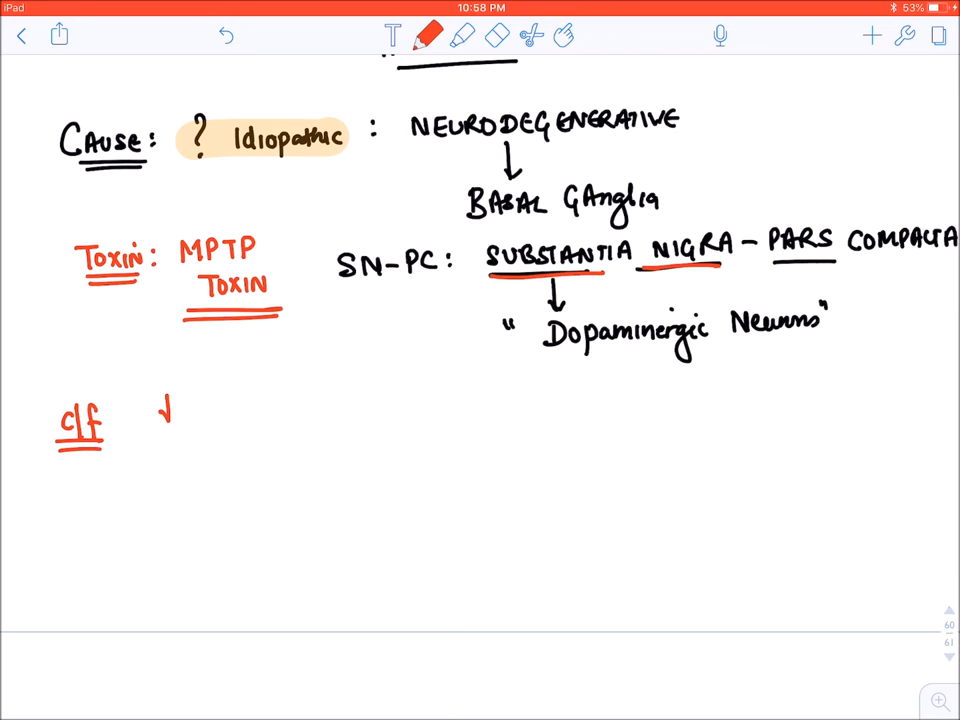 iPad
10:58 PM
53%
T
CAUSE: ? Idiopathic : NEURODEGENERATIVE
BASAL GAnglia
TOXIN: MPTP
TOXIN
SN-PC: SUBSTANTIA NIGRA - PARS COMPACTA
" Dopaminergic Neurons"
c/f
60
61